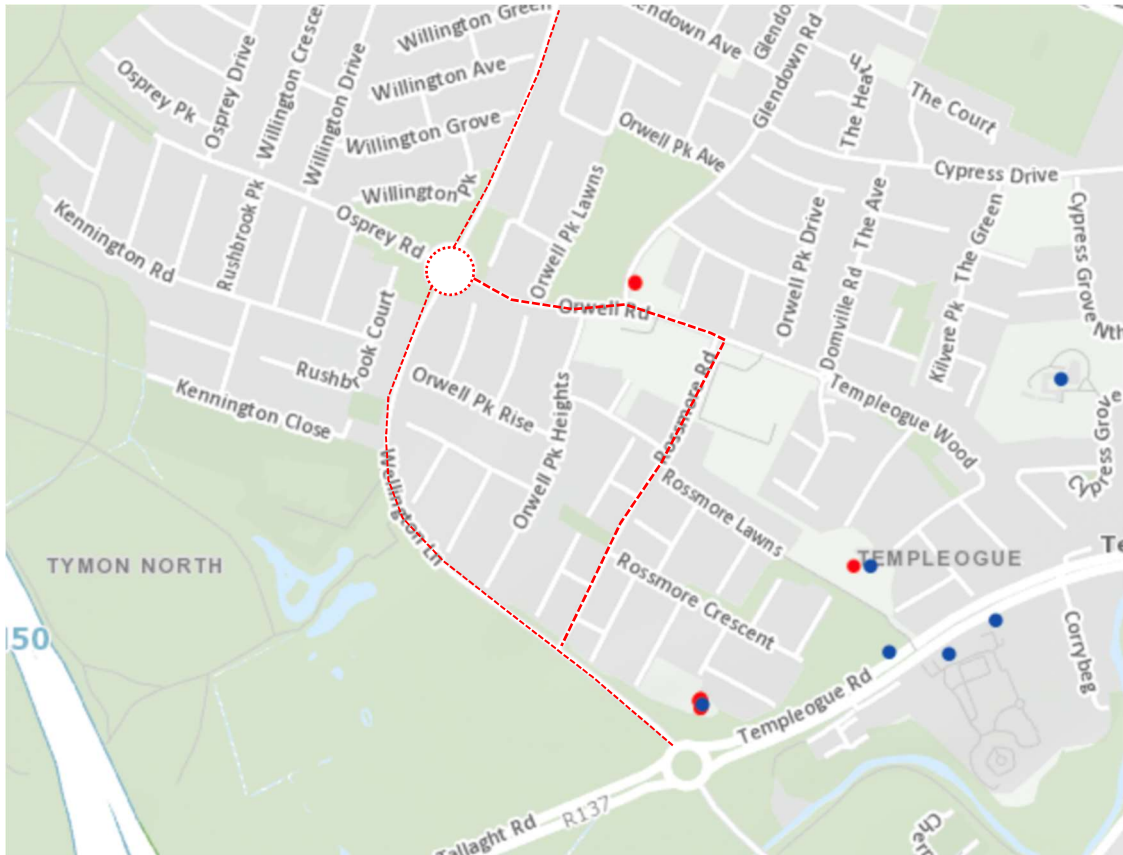 Willington Green
Glendown Ave
Glendown Rd
Osprey Drive
Willington Crescent
Willington Drive
Willington Ave
Osprey Pk
The Court
Willington Grove
Orwell Pk Ave
Cypress Drive
Willington Pk
Rushbrook Pk
Osprey Rd
Kennington Rd
Orwell Pk Lawns
Orwell Pk Drive
The Ave
Domville Rd
The Green
Kilvere Pk
Cypress Grove
Nth
Orwell Rd
Rushbrook Court
Kennington Close
Orwell Pk Rise
Orwell Pk Heights
Rossmore Rd
Templeogue Wood
Wellington Ln
Rossmore Lawns
TYMON NORTH
TEMPLEOGUE
Te
Rossmore Crescent
Corrybeg
Templeogue Rd
R137
Tallaght Rd